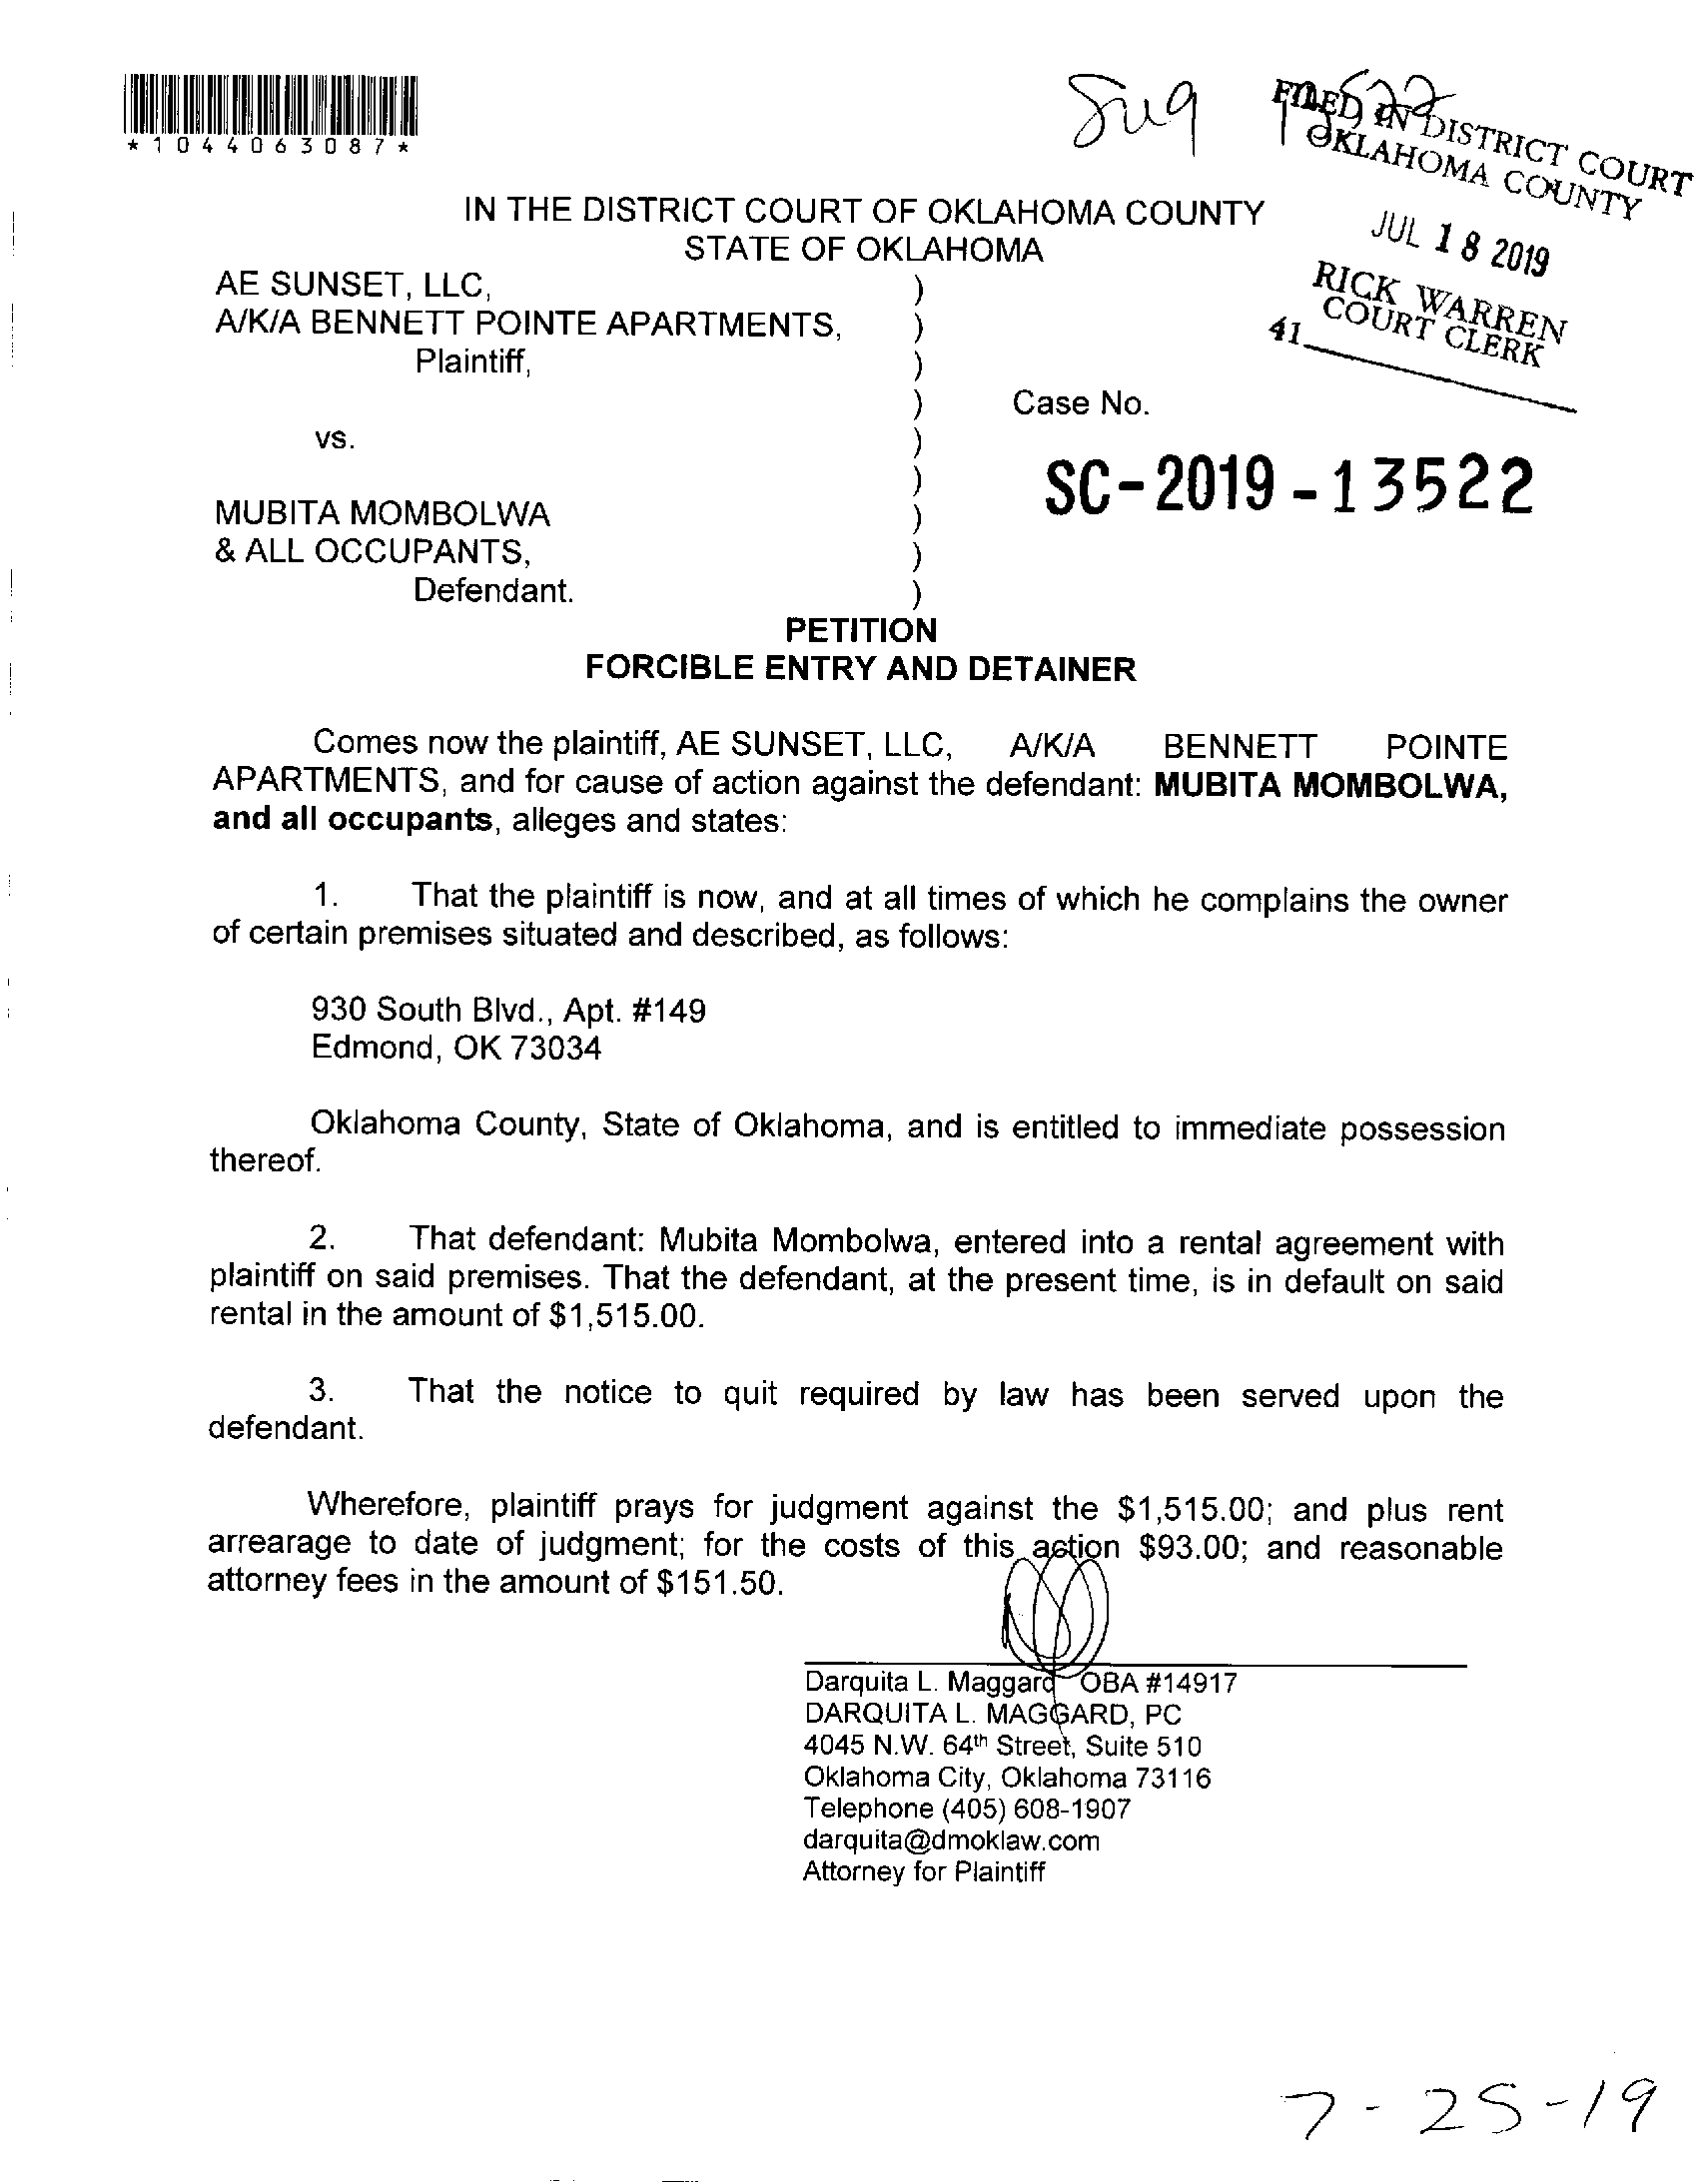 *1044063087*
FILED IN DISTRICT COURT
OKLAHOMA COUNTY
JUL 18 2019
RICK WARREN
COURT CLERK
41
IN THE DISTRICT COURT OF OKLAHOMA COUNTY
STATE OF OKLAHOMA
AE SUNSET, LLC, )
A/K/A BENNETT POINTE APARTMENTS, )
Plaintiff, )
) Case No.
vs. )
) SC-2019-13522
MUBITA MOMBOLWA )
& ALL OCCUPANTS, )
Defendant. )
PETITION
FORCIBLE ENTRY AND DETAINER
Comes now the plaintiff, AE SUNSET, LLC, A/K/A BENNETT POINTE
APARTMENTS, and for cause of action against the defendant: MUBITA MOMBOLWA,
and all occupants, alleges and states:
1. That the plaintiff is now, and at all times of which he complains the owner
of certain premises situated and described, as follows:
930 South Blvd., Apt. #149
Edmond, OK 73034
Oklahoma County, State of Oklahoma, and is entitled to immediate possession
thereof.
2. That defendant: Mubita Mombolwa, entered into a rental agreement with
plaintiff on said premises. That the defendant, at the present time, is in default on said
rental in the amount of $1,515.00.
3. That the notice to quit required by law has been served upon the
defendant.
Wherefore, plaintiff prays for judgment against the $1,515.00; and plus rent
arrearage to date of judgment; for the costs of this action $93.00; and reasonable
attorney fees in the amount of $151.50.
Darquita L. Maggard OBA #14917
DARQUITA L. MAGGARD, PC
4045 N.W. 64th Street, Suite 510
Oklahoma City, Oklahoma 73116
Telephone (405) 608-1907
darquita@dmoklaw.com
Attorney for Plaintiff
7-25-19